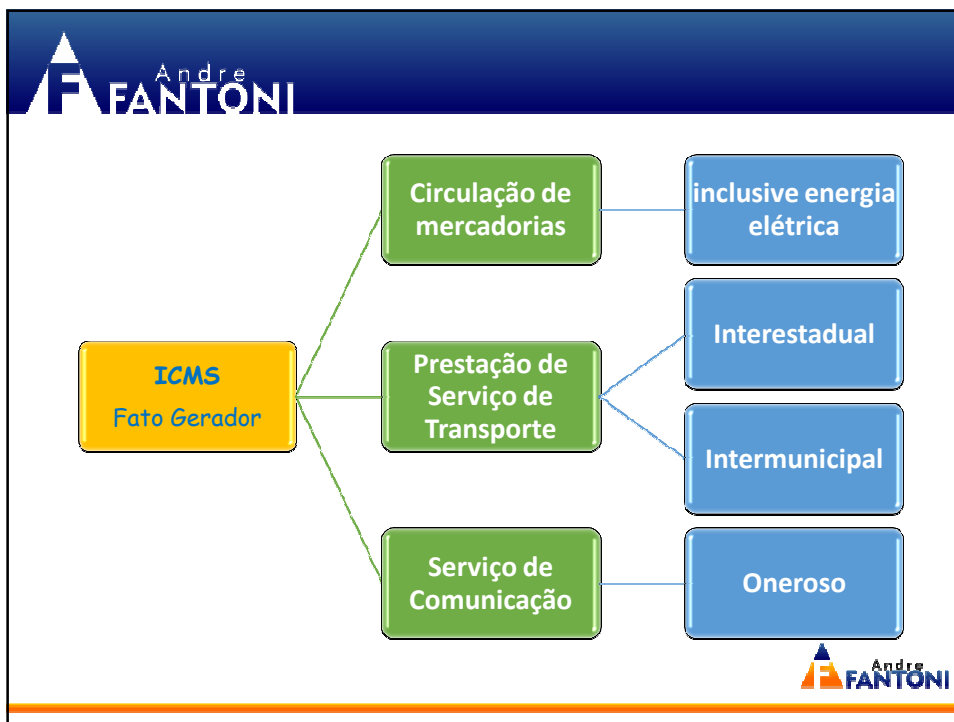 Andre
FANTONI
Circulação de
mercadorias
inclusive energia
elétrica
Interestadual
ICMS
Fato Gerador
Prestação de
Serviço de
Transporte
Intermunicipal
Serviço de
Comunicação
Oneroso
Andre
FANTONI